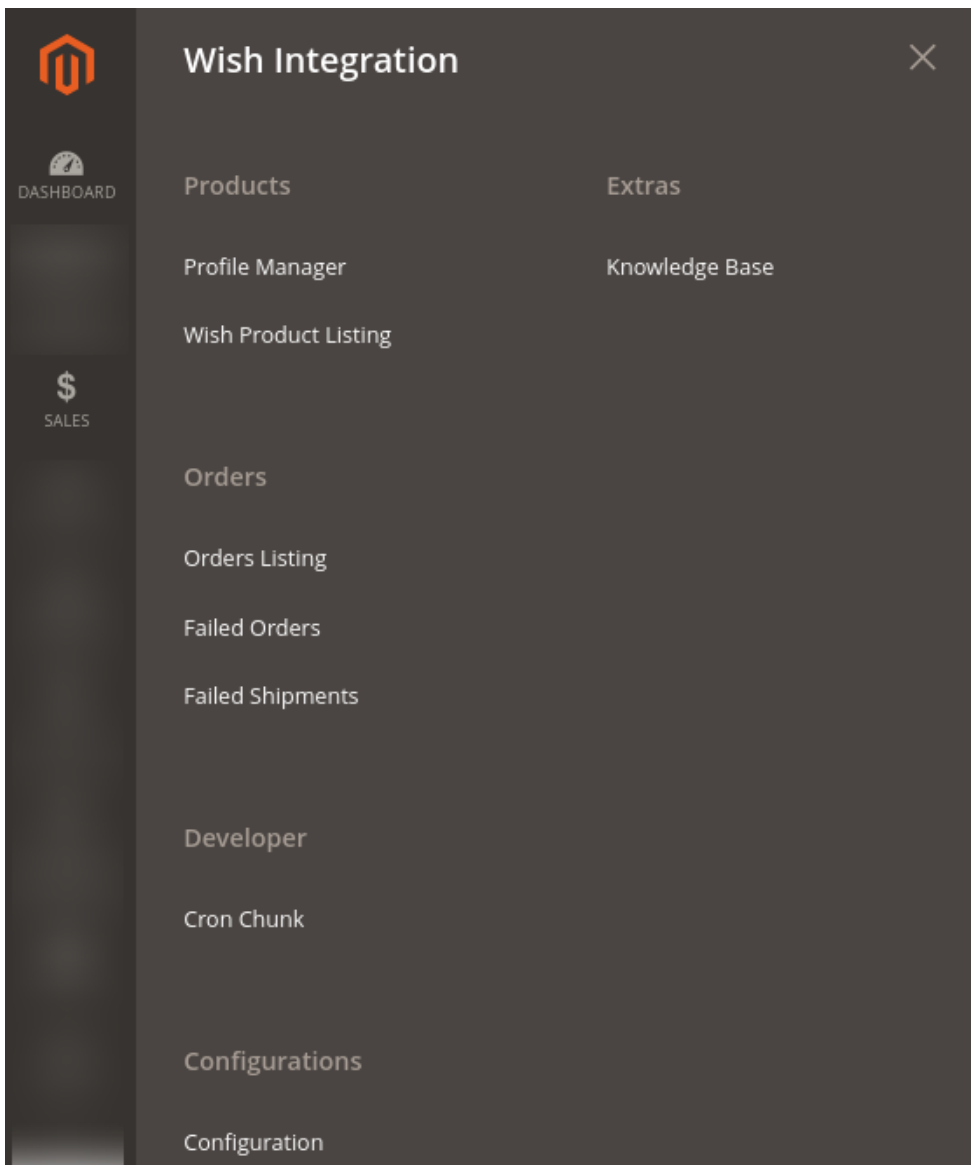 Wish Integration
DASHBOARD
$
SALES
Products
Profile Manager
Wish Product Listing
Orders
Orders Listing
Failed Orders
Failed Shipments
Developer
Cron Chunk
Configurations
Configuration
Extras
Knowledge Base